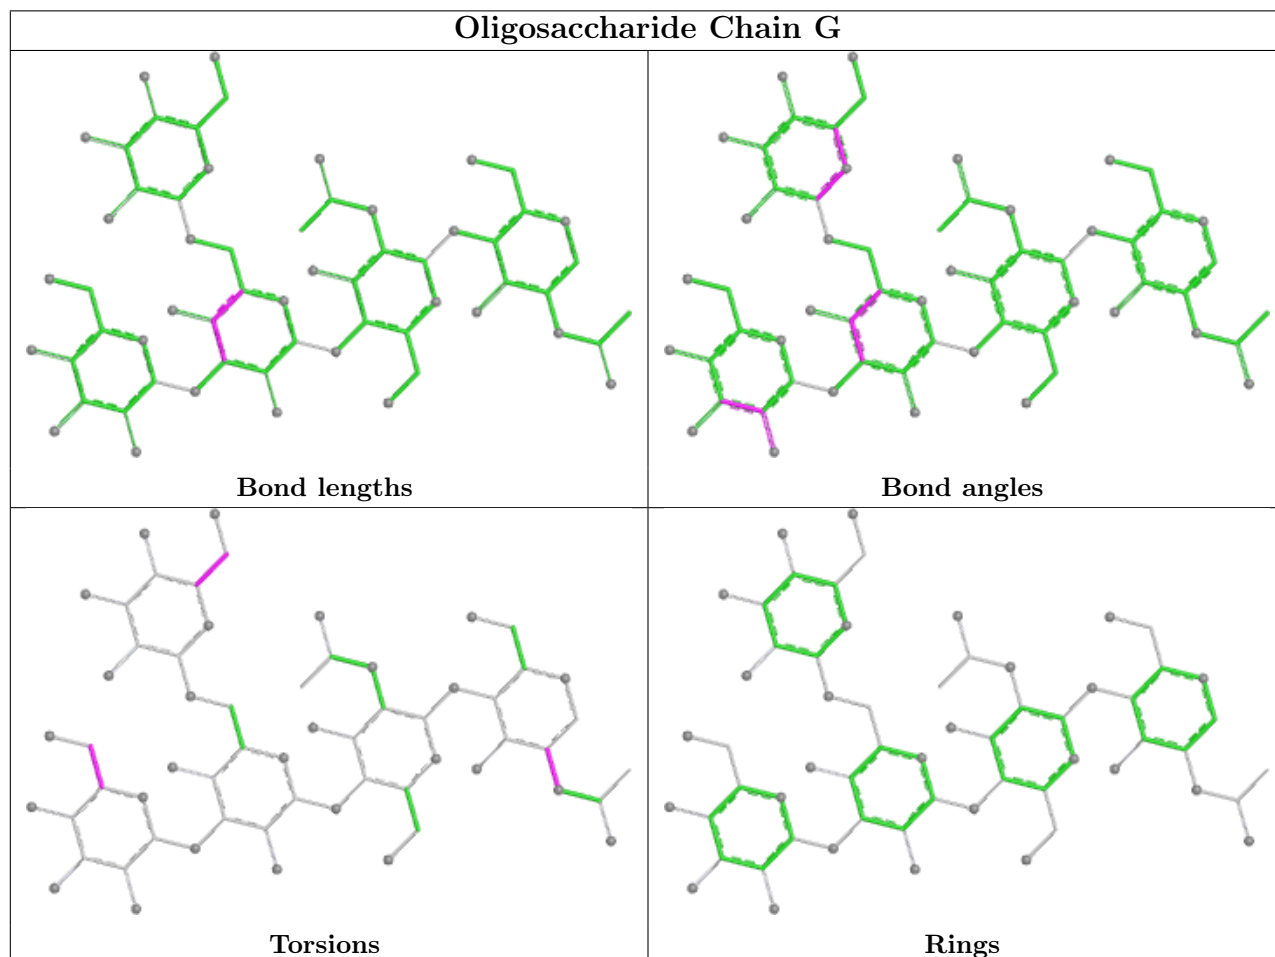 Oligosaccharide Chain G
Bond lengths
Bond angles
Torsions
Rings